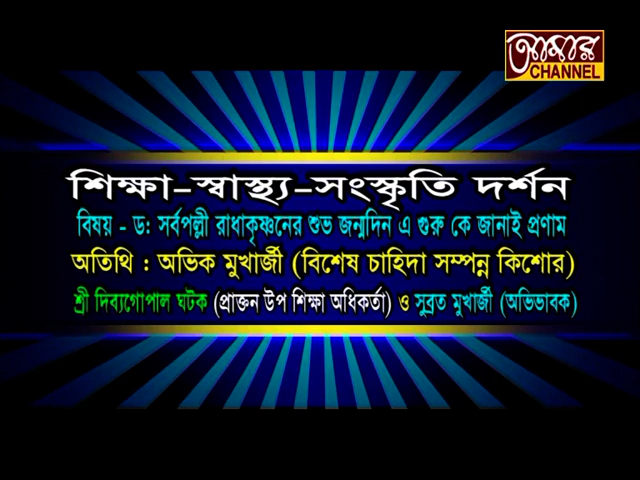 আমার
CHANNEL
শিক্ষা-স্বাস্থ্য-সংস্কৃতি দর্শন
বিষয় - ড: সর্বপল্লী রাধাকৃষ্ণনের শুভ জন্মদিন এ গুরু কে জানাই প্রণাম
অতিথি : অভিক মুখার্জী (বিশেষ চাহিদা সম্পন্ন কিশোর)
শ্রী দিব্যগোপাল ঘটক (প্রাক্তন উপ শিক্ষা অধিকর্তা) ও সুব্রত মুখার্জী (অভিভাবক)